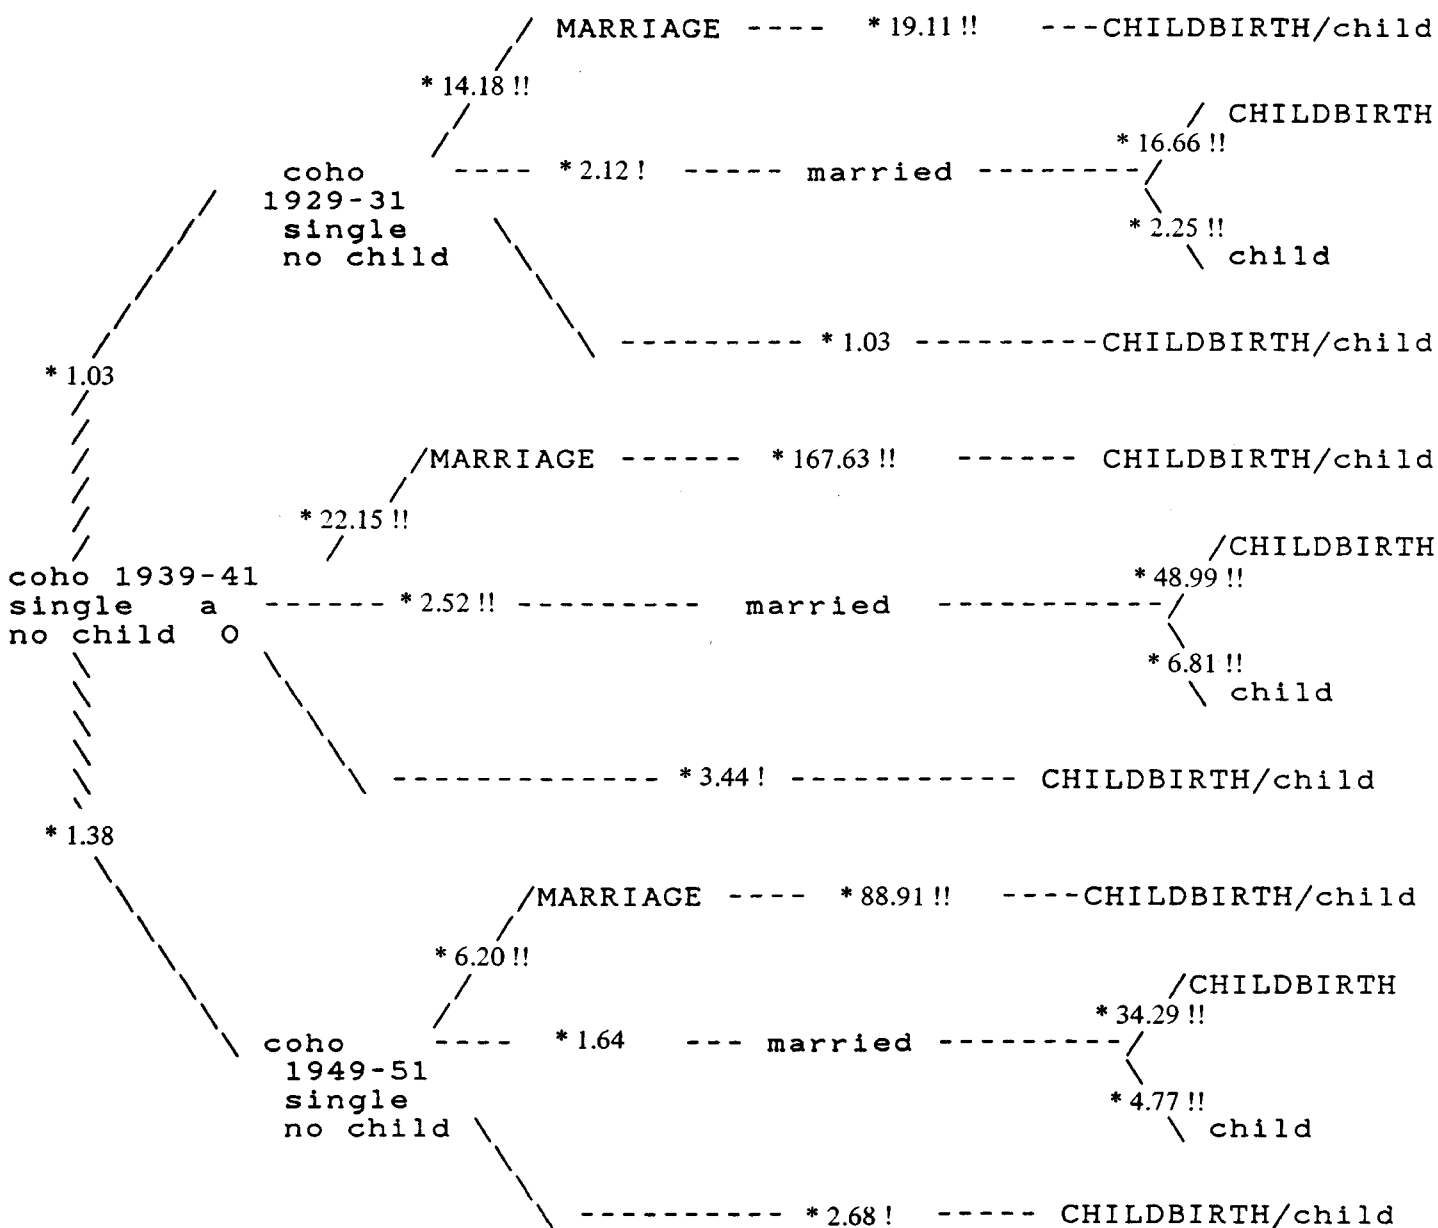 MARRIAGE ---- * 19.11 !! ---CHILDBIRTH/child
* 14.18 !!
CHILDBIRTH
* 16.66 !!
coho ---- * 2.12 ! ----- married --------
1929-31
single
* 2.25 !!
no child
child
--------- * 1.03 ---------CHILDBIRTH/child
* 1.03
/MARRIAGE ------ * 167.63 !! ------ CHILDBIRTH/child
* 22.15 !!
/CHILDBIRTH
coho 1939-41
* 48.99 !!
single a ------ * 2.52 !! --------- married -----------
no child O
* 6.81 !!
child
------------- * 3.44 ! ----------- CHILDBIRTH/child
* 1.38
/MARRIAGE ---- * 88.91 !! ----CHILDBIRTH/child
* 6.20 !!
/CHILDBIRTH
* 34.29 !!
coho ---- * 1.64 --- married ---------
1949-51
single
* 4.77 !!
no child
child
---------- * 2.68 ! ----- CHILDBIRTH/child